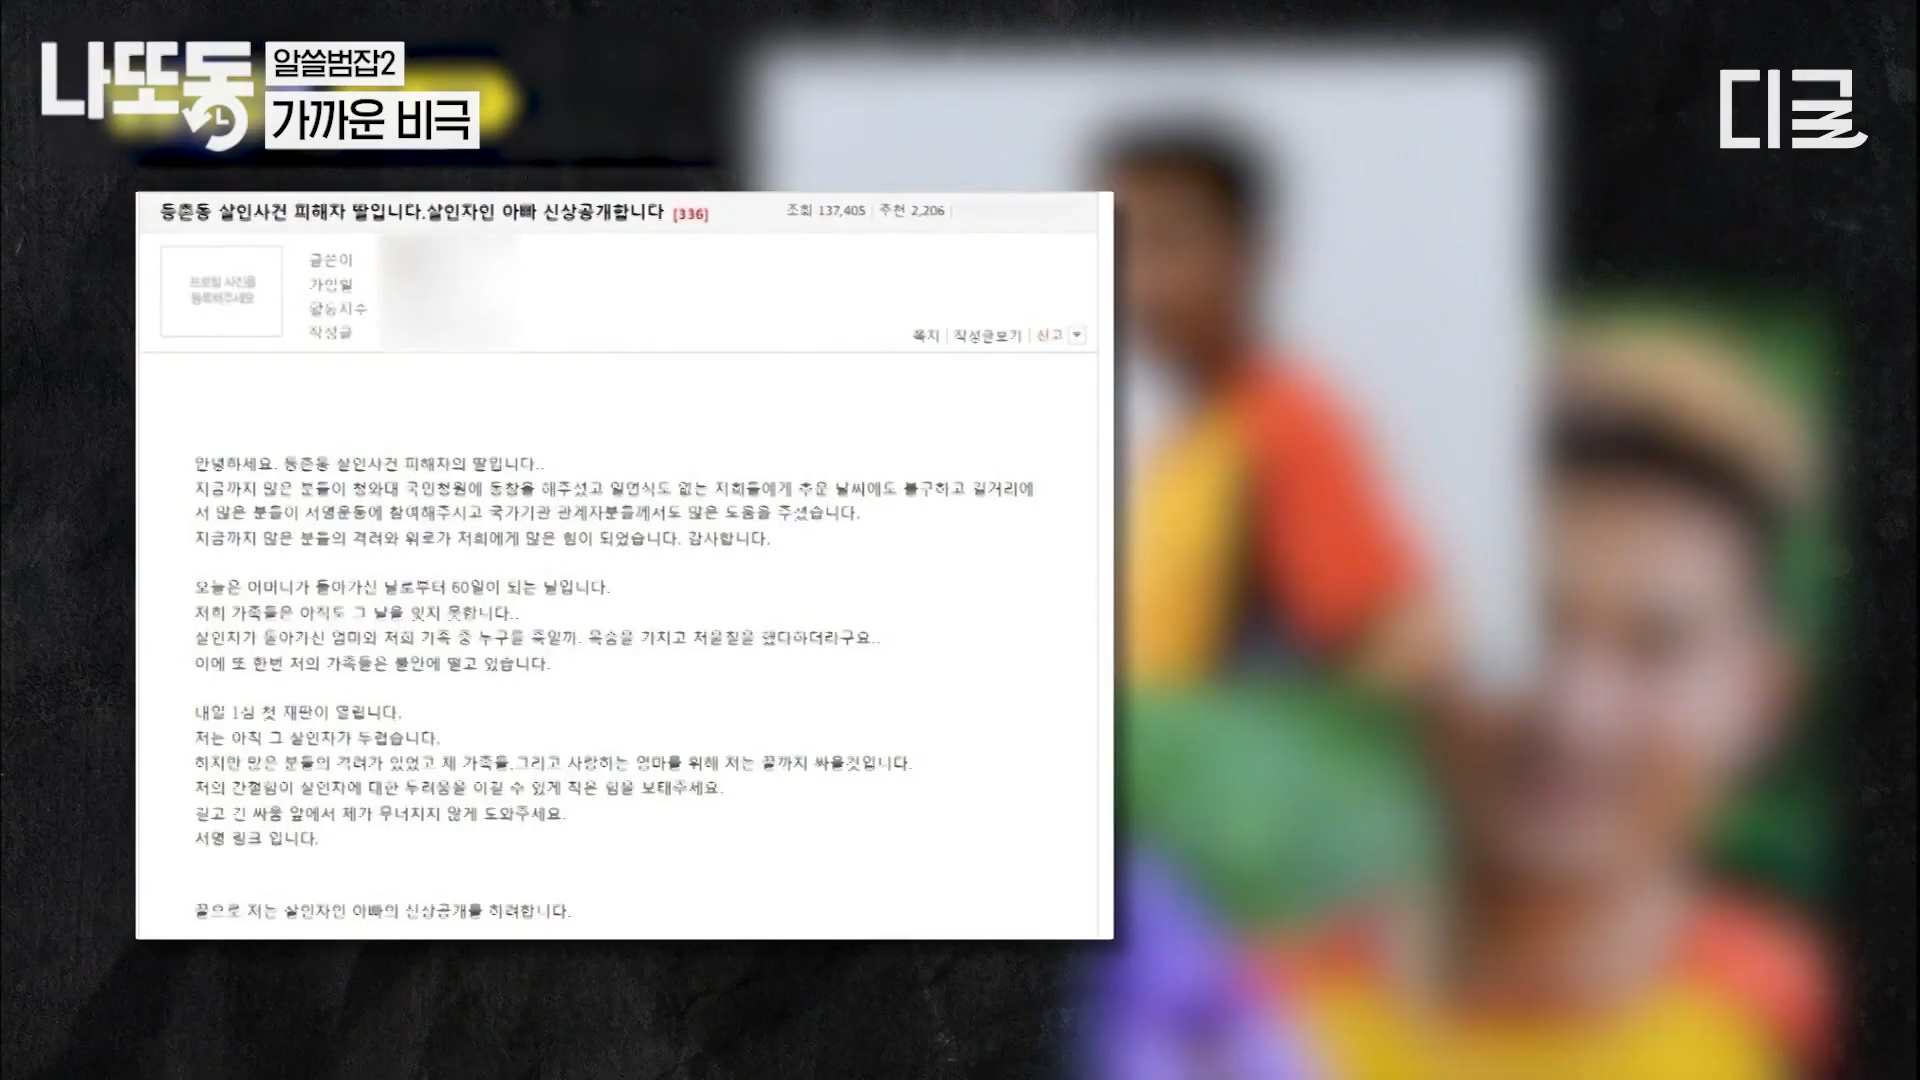 나또동
알쓸범잡2
가까운 비극
디글
등촌동 살인사건 피해자 딸입니다.살인자인 아빠 신상공개합니다 [336]
조회 137,405 | 추천 2,206 |
프로필 사진을
등록해주세요
글쓴이
가입일
활동지수
작성글
쪽지 | 작성글보기 | 신고
안녕하세요. 등촌동 살인사건 피해자의 딸입니다..
지금까지 많은 분들이 청와대 국민청원에 동참을 해주셨고 일면식도 없는 저희들에게 추운 날씨에도 불구하고 길거리에
서 많은 분들이 서명운동에 참여해주시고 국가기관 관계자분들께서도 많은 도움을 주셨습니다.
지금까지 많은 분들의 격려와 위로가 저희에게 많은 힘이 되었습니다. 감사합니다.
오늘은 어머니가 돌아가신 날로부터 60일이 되는 날입니다.
저희 가족들은 아직도 그 날을 잊지 못합니다..
살인자가 돌아가신 엄마와 저희 가족 중 누구를 죽일까. 목숨을 가지고 저울질을 했다하더라구요..
이에 또 한번 저의 가족들은 불안에 떨고 있습니다.
내일 1심 첫 재판이 열립니다.
저는 아직 그 살인자가 두렵습니다.
하지만 많은 분들의 격려가 있었고 제 가족들,그리고 사랑하는 엄마를 위해 저는 끝까지 싸울것입니다.
저의 간절함이 살인자에 대한 두려움을 이길 수 있게 작은 힘을 보태주세요.
길고 긴 싸움 앞에서 제가 무너지지 않게 도와주세요.
서명 링크 입니다.
끝으로 저는 살인자인 아빠의 신상공개를 하려합니다.